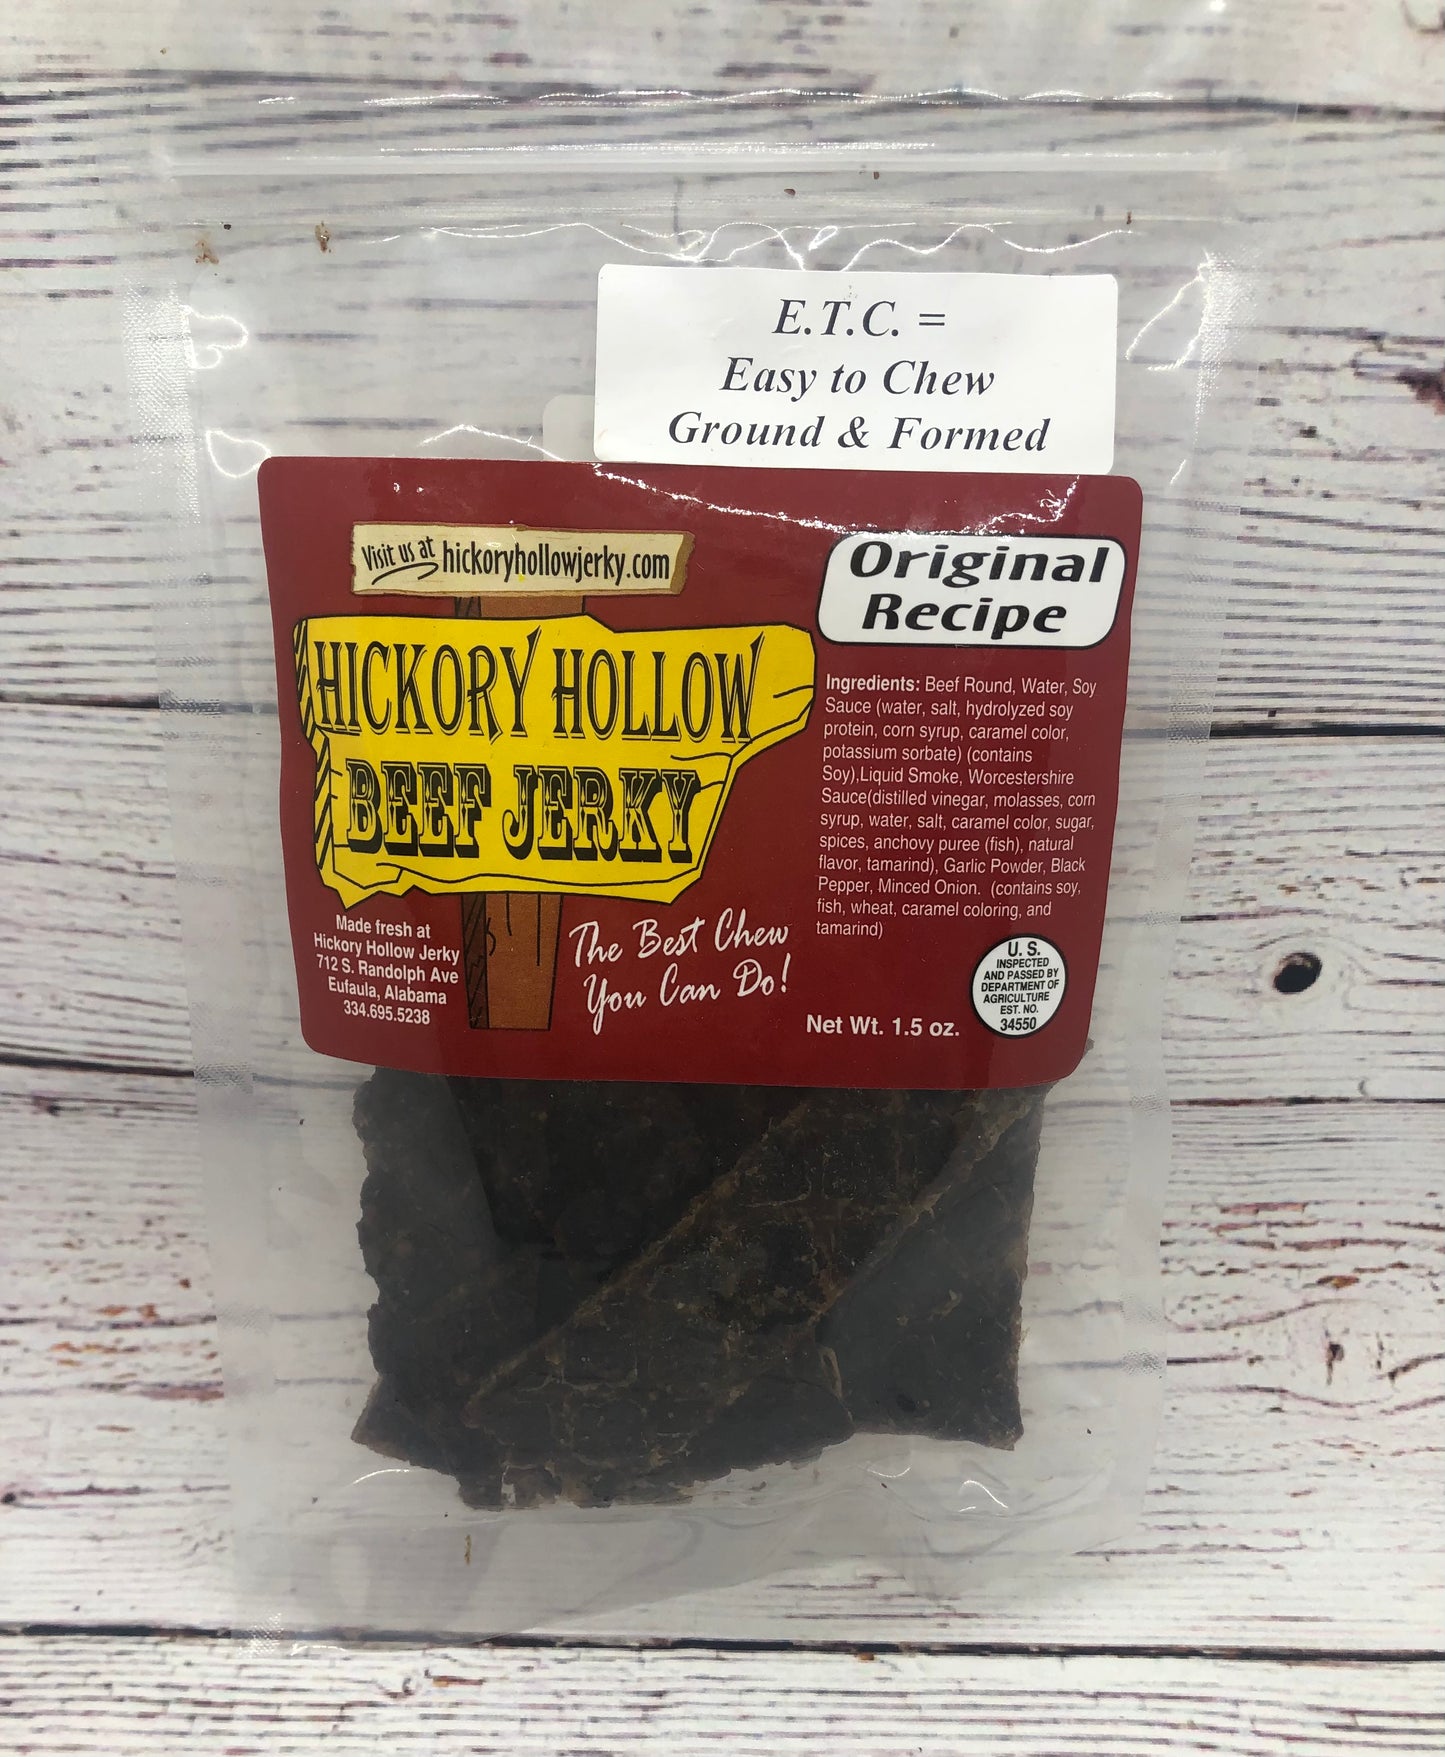 E.T.C. =
Easy to Chew
Ground & Formed
Visit us at hickoryhollowjerky.com
HICKORY HOLLOW
BEEF JERKY
Made fresh at
Hickory Hollow Jerky
712 S. Randolph Ave
Eufaula, Alabama
334.695.5238
The Best Chew
You Can Do!
Original
Recipe
Ingredients: Beef Round, Water, Soy
Sauce (water, salt, hydrolyzed soy
protein, corn syrup, caramel color,
potassium sorbate) (contains
Soy),Liquid Smoke, Worcestershire
Sauce(distilled vinegar, molasses, corn
syrup, water, salt, caramel color, sugar,
spices, anchovy puree (fish), natural
flavor, tamarind), Garlic Powder, Black
Pepper, Minced Onion. (contains soy,
fish, wheat, caramel coloring, and
tamarind)
Net Wt. 1.5 oz.
U. S.
INSPECTED
AND PASSED BY
DEPARTMENT OF
AGRICULTURE
EST. NO.
34550